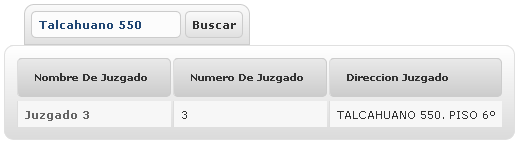 Talcahuano 550 Buscar
Nombre De Juzgado Numero De Juzgado Direccion Juzgado
Juzgado 3 3 TALCAHUANO 550. PISO 6º